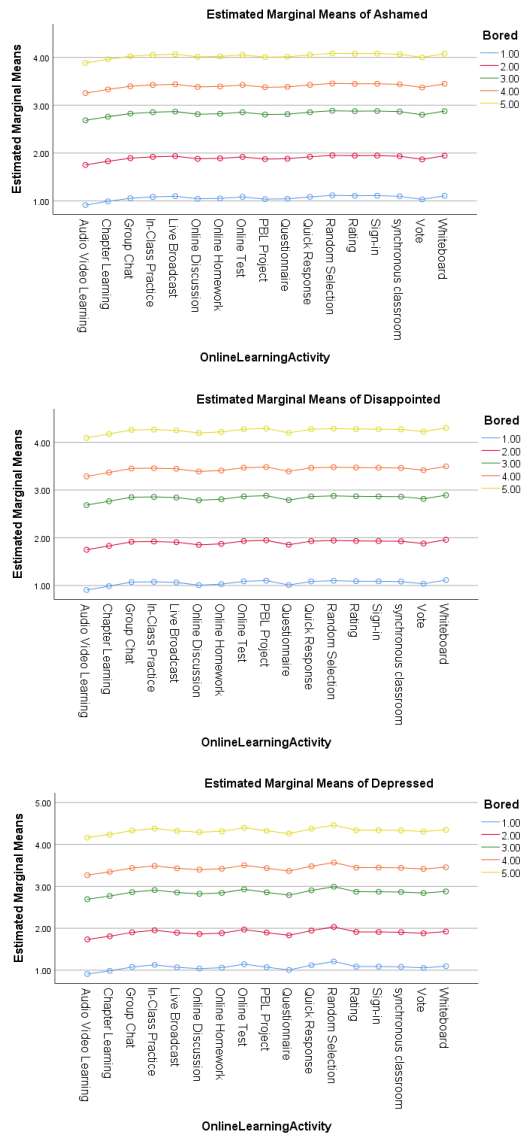 Estimated Marginal Means of Ashamed
Estimated Marginal Means
4.00
3.00
2.00
1.00
Bored
1.00
2.00
3.00
4.00
5.00
Audio Video Learning
Chapter Learning
Group Chat
In-Class Practice
Live Broadcast
Online Discussion
Online Homework
Online Test
PBL Project
Questionnaire
Quick Response
Random Selection
Rating
Sign-in
synchronous classroom
Vote
Whiteboard
OnlineLearningActivity
Estimated Marginal Means of Disappointed
Estimated Marginal Means
4.00
3.00
2.00
1.00
Bored
1.00
2.00
3.00
4.00
5.00
Audio Video Learning
Chapter Learning
Group Chat
In-Class Practice
Live Broadcast
Online Discussion
Online Homework
Online Test
PBL Project
Questionnaire
Quick Response
Random Selection
Rating
Sign-in
synchronous classroom
Vote
Whiteboard
OnlineLearningActivity
Estimated Marginal Means of Depressed
Estimated Marginal Means
5.00
4.00
3.00
2.00
1.00
Bored
1.00
2.00
3.00
4.00
5.00
Audio Video Learning
Chapter Learning
Group Chat
In-Class Practice
Live Broadcast
Online Discussion
Online Homework
Online Test
PBL Project
Questionnaire
Quick Response
Random Selection
Rating
Sign-in
synchronous classroom
Vote
Whiteboard
OnlineLearningActivity